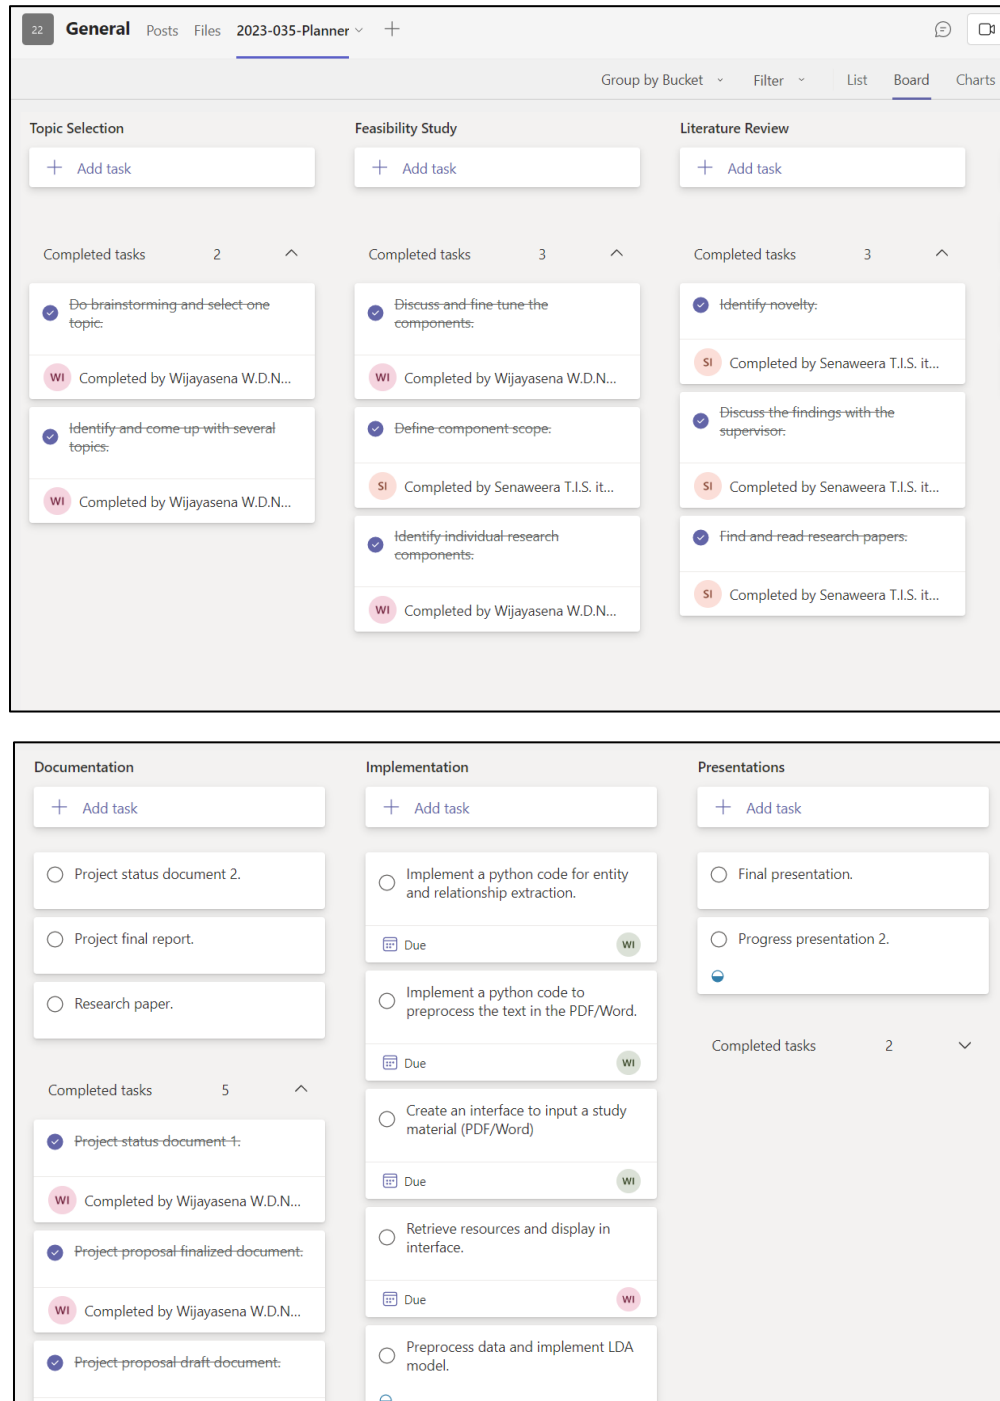 22 General Posts Files 2023-035-Planner
Group by Bucket Filter List Board Charts
Topic Selection
Add task
Completed tasks 2
Do brainstorming and select one
topic.
Completed by Wijayasena W.D.N...
WI
Identify and come up with several
topics.
WI
Completed by Wijayasena W.D.N...
Feasibility Study
Add task
Completed tasks 3
Discuss and fine tune the
components.
WI
Completed by Wijayasena W.D.N...
Define component scope.
SI
Completed by Senaweera T.I.S. it...
Identify individual research
components.
WI
Completed by Wijayasena W.D.N...
Literature Review
Add task
Completed tasks 3
Identify novelty.
SI
Completed by Senaweera T.I.S. it...
Discuss the findings with the
supervisor.
SI
Completed by Senaweera T.I.S. it...
Find and read research papers.
SI
Completed by Senaweera T.I.S. it...
Documentation
Add task
Project status document 2.
Project final report.
Research paper.
Completed tasks 5
Project status document 1.
WI
Completed by Wijayasena W.D.N...
Project proposal finalized document.
WI
Completed by Wijayasena W.D.N...
Project proposal draft document.
Implementation
Add task
Implement a python code for entity
and relationship extraction.
Due WI
Implement a python code to
preprocess the text in the PDF/Word.
Due WI
Create an interface to input a study
material (PDF/Word)
Due WI
Retrieve resources and display in
interface.
Due WI
Preprocess data and implement LDA
model.
Presentations
Add task
Final presentation.
Progress presentation 2.
Completed tasks 2